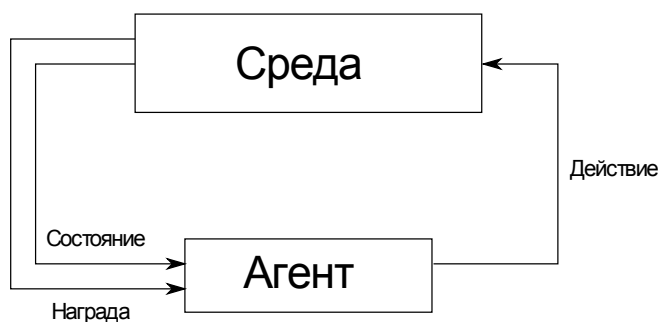 Среда
Действие
Состояние
Агент
Награда